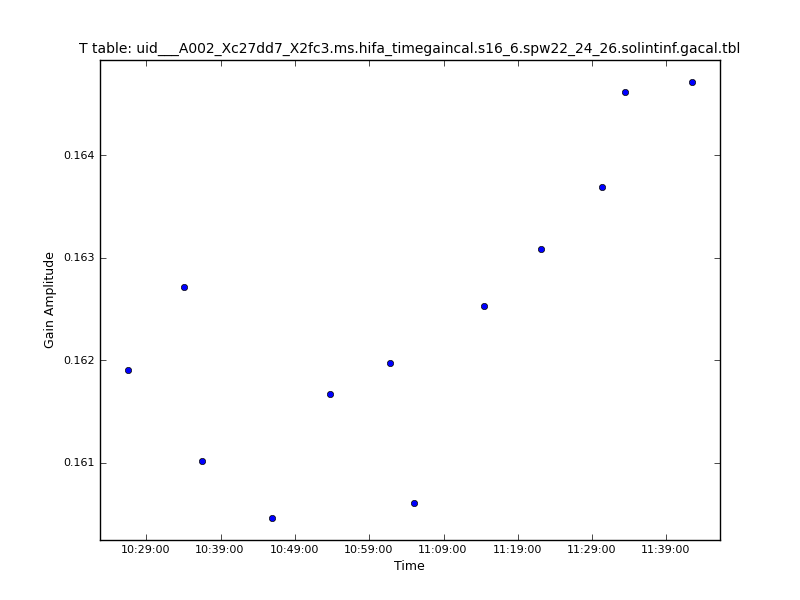 T table: uid___A002_Xc27dd7_X2fc3.ms.hifa_timegaincal.s16_6.spw22_24_26.solintinf.gacal.tbl
0.164
0.163
Gain Amplitude
0.162
0.161
10:29:00 10:39:00 10:49:00 10:59:00 11:09:00 11:19:00 11:29:00 11:39:00
Time